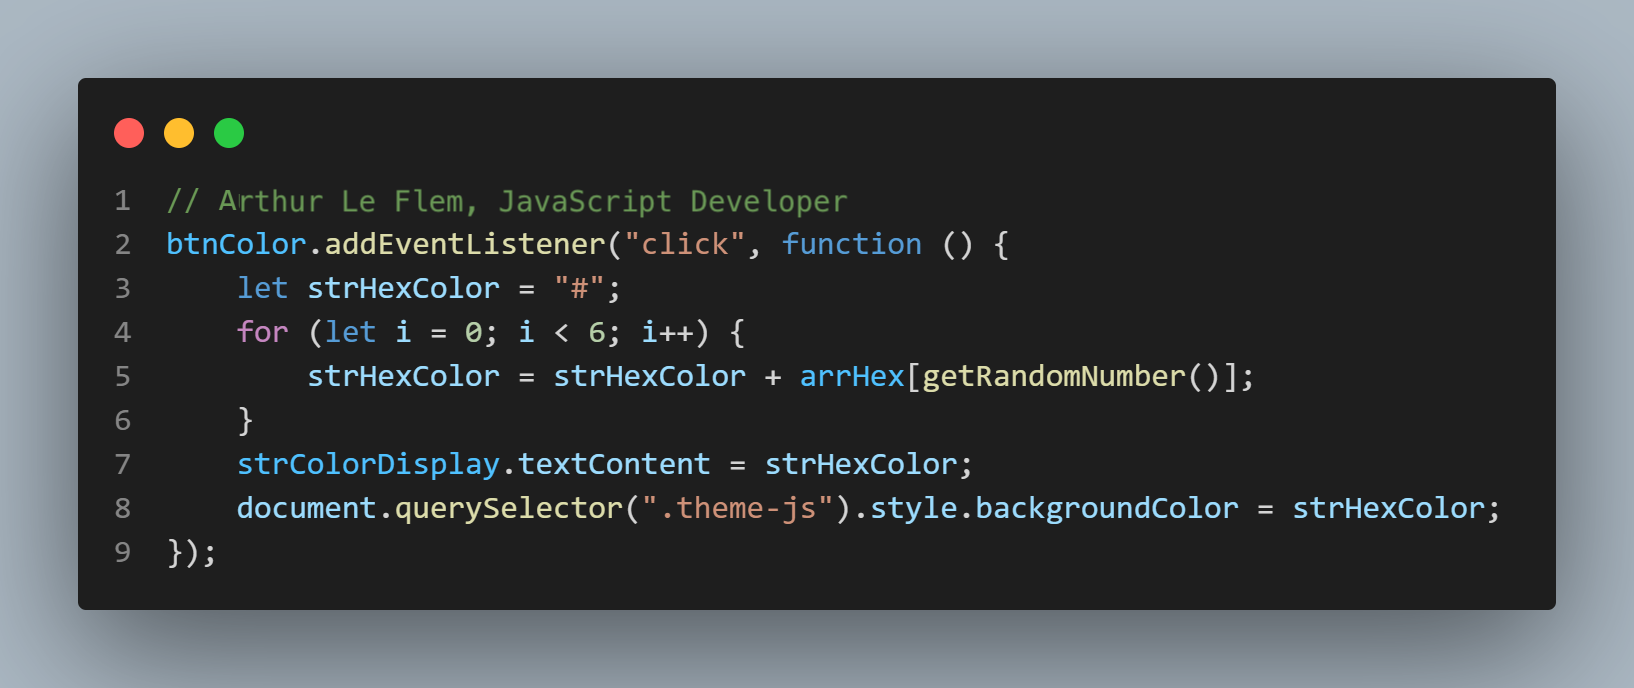 1 // Arthur Le Flem, JavaScript Developer
2 btnColor.addEventListener("click", function () {
3     let strHexColor = "#";
4     for (let i = 0; i < 6; i++) {
5         strHexColor = strHexColor + arrHex[getRandomNumber()];
6     }
7     strColorDisplay.textContent = strHexColor;
8     document.querySelector(".theme-js").style.backgroundColor = strHexColor;
9 });